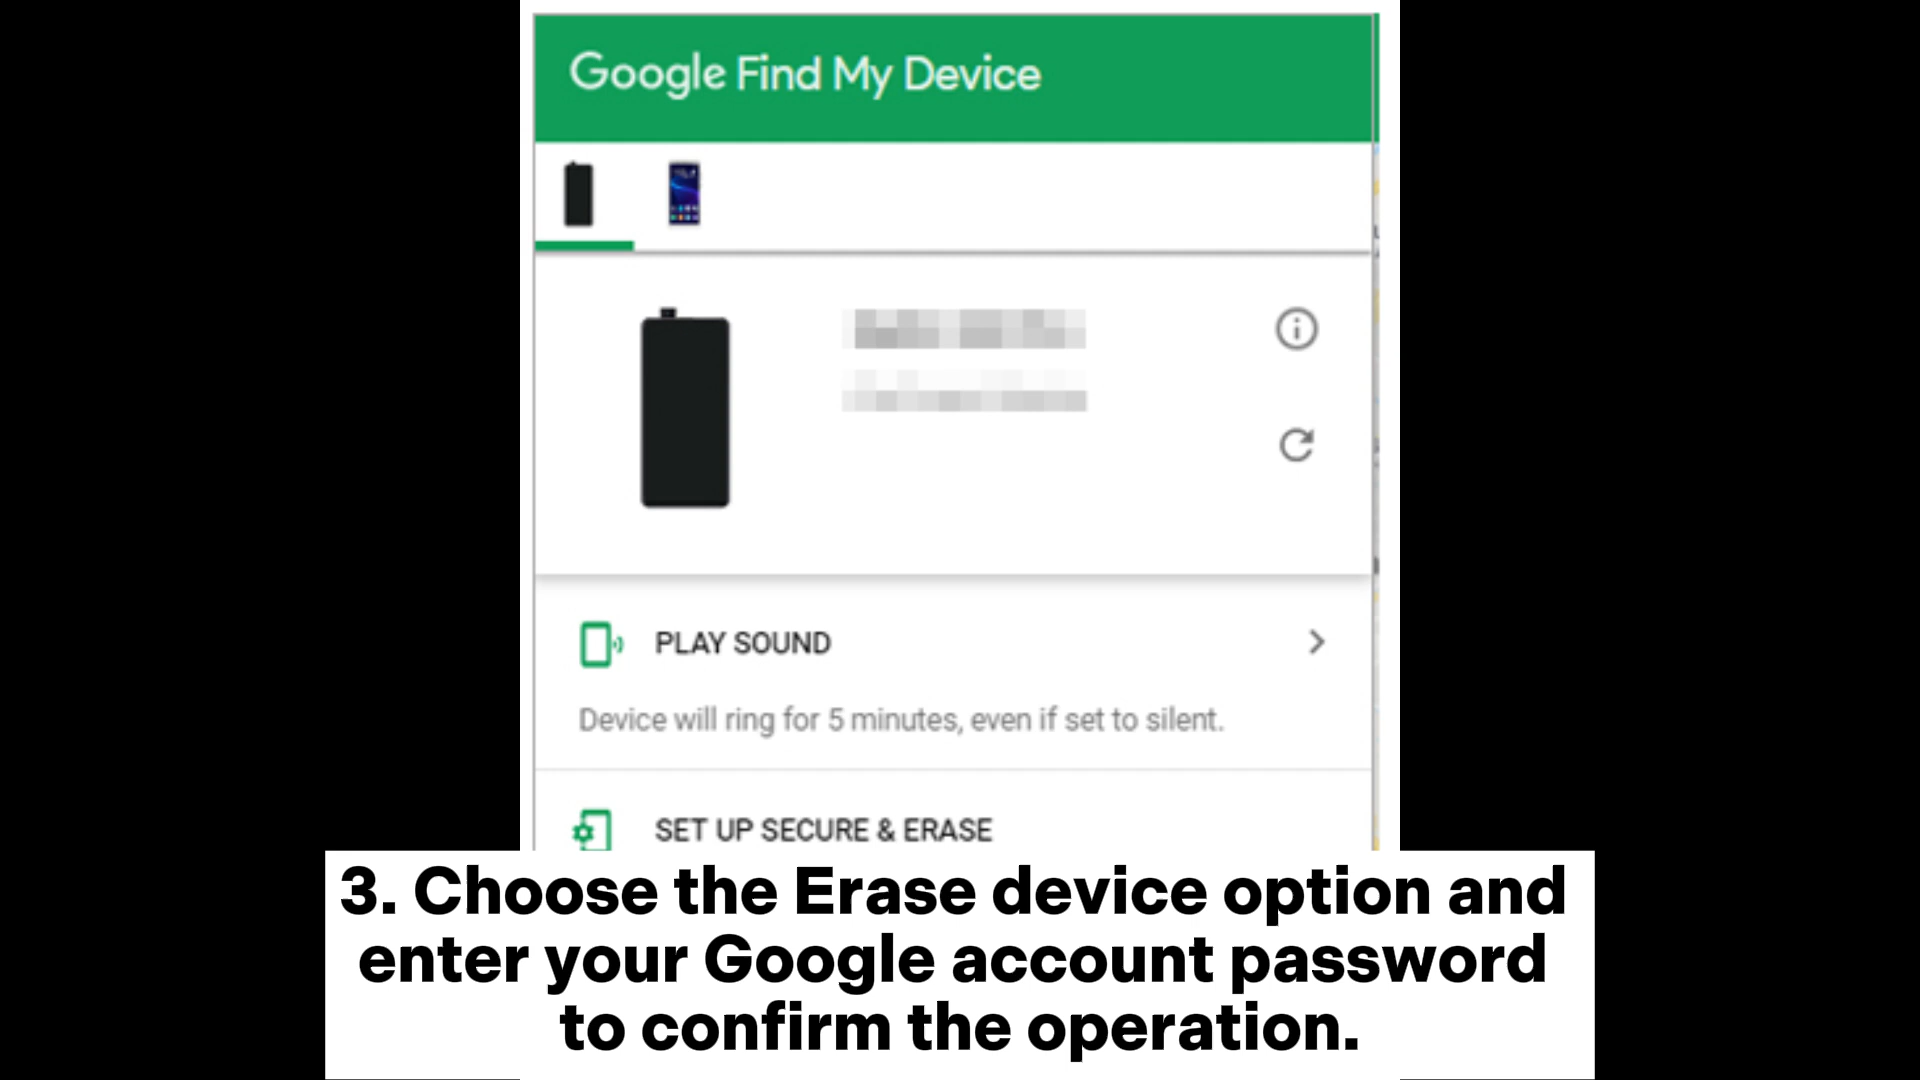 Google Find My Device
PLAY SOUND
Device will ring for 5 minutes, even if set to silent.
SET UP SECURE & ERASE
3. Choose the Erase device option and
enter your Google account password
to confirm the operation.